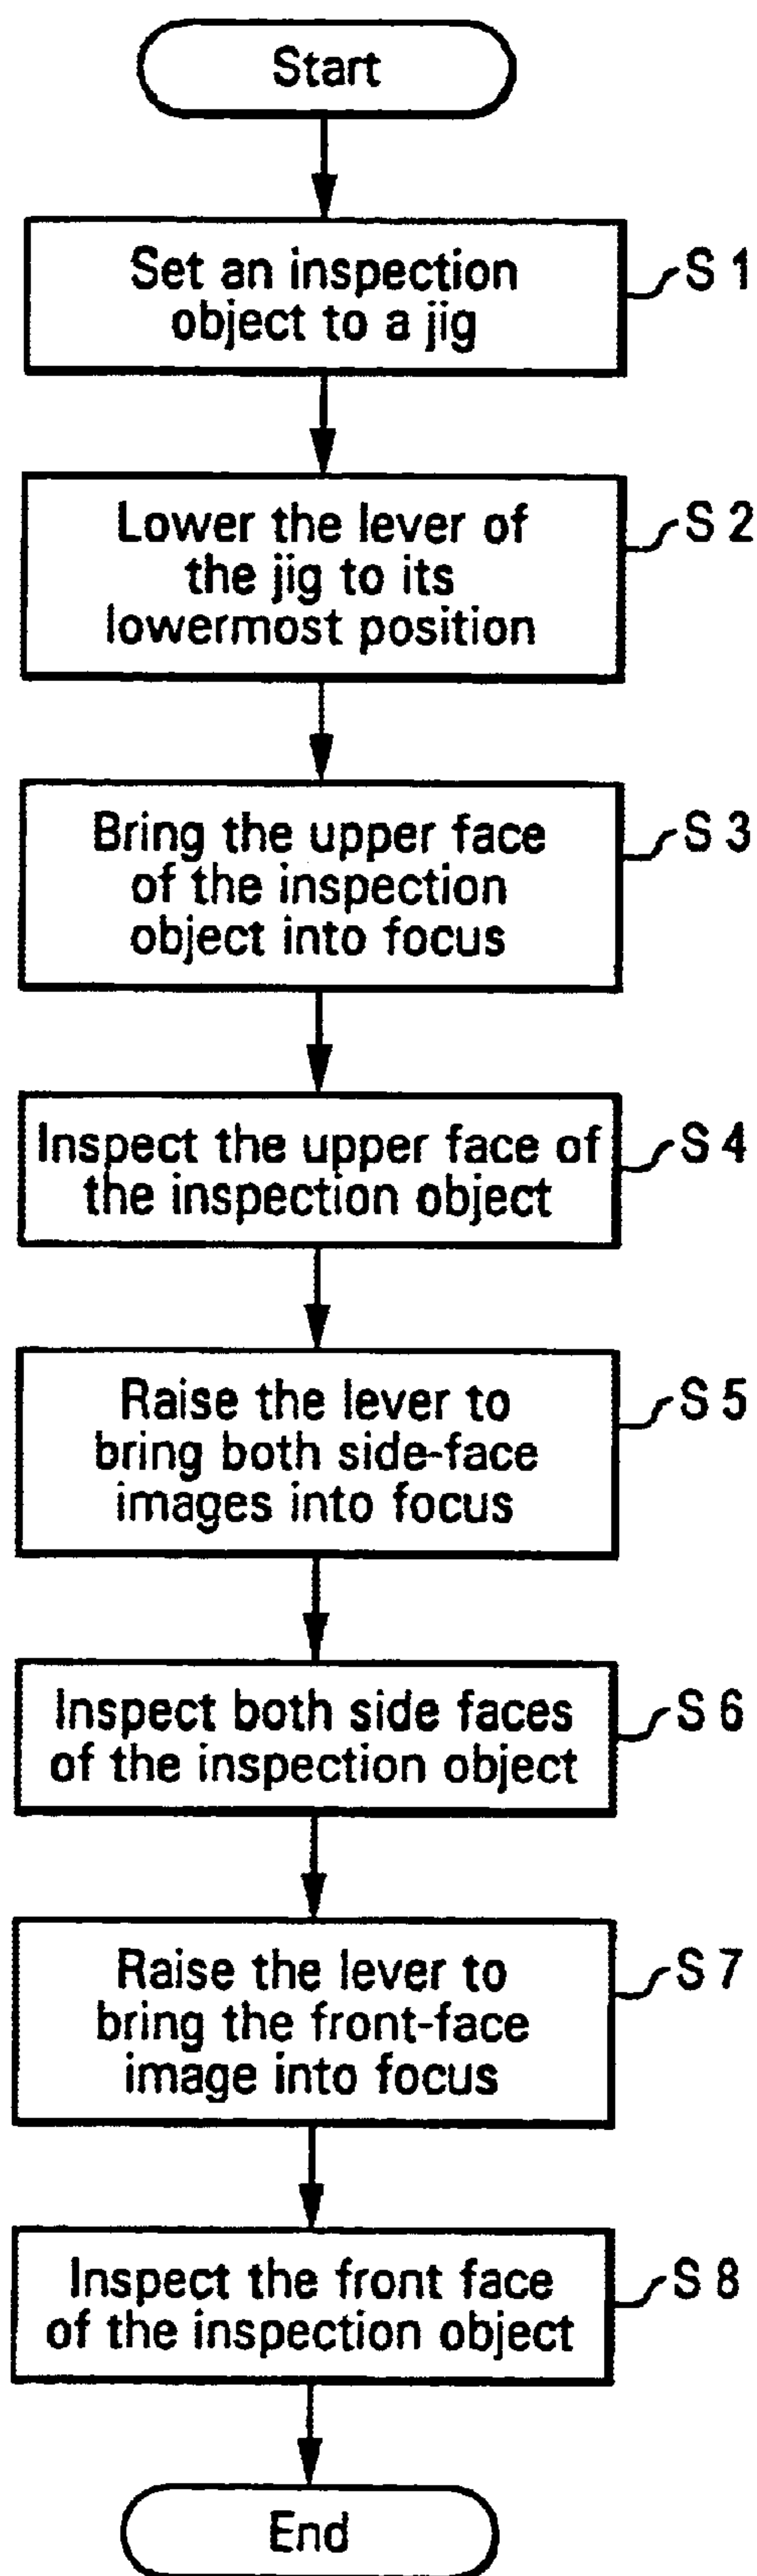 Start
Set an inspection
object to a jig
S 1
Lower the lever of
the jig to its
lowermost position
S 2
Bring the upper face
of the inspection
object into focus
S 3
Inspect the upper face of
the inspection object
S 4
Raise the lever to
bring both side-face
images into focus
S 5
Inspect both side faces
of the inspection object
S 6
Raise the lever to
bring the front-face
image into focus
S 7
Inspect the front face
of the inspection object
S 8
End